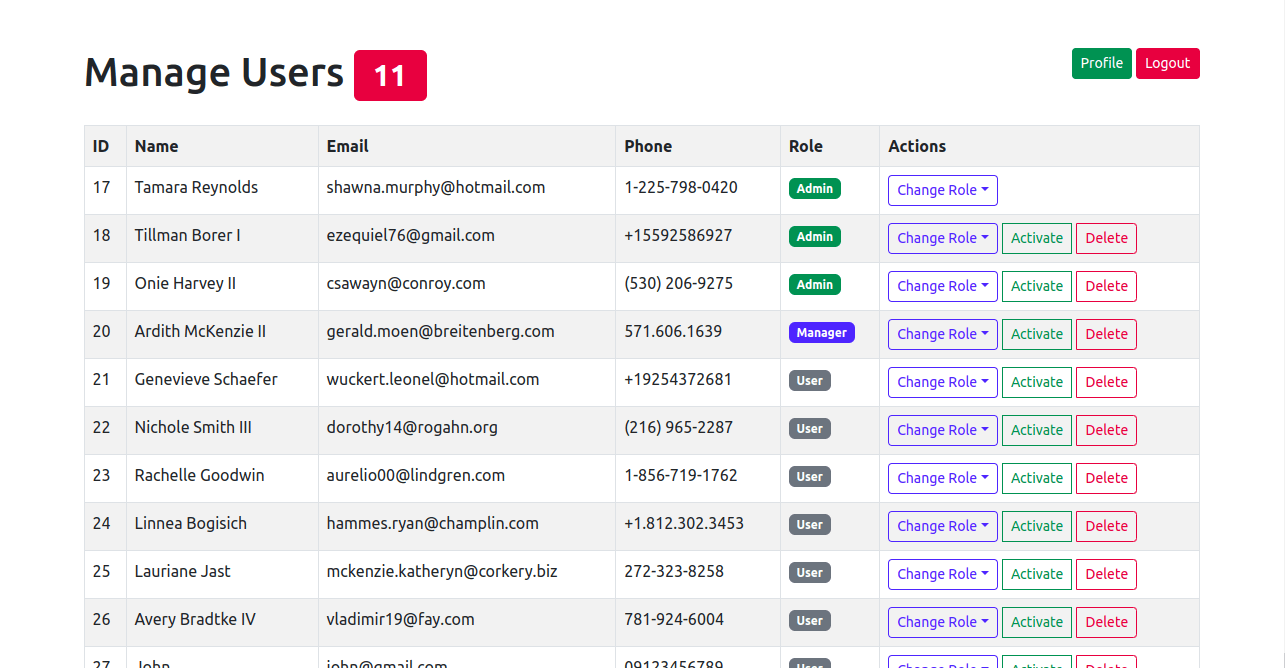 Manage Users 11 Profile Logout
ID Name Email Phone Role Actions
17 Tamara Reynolds shawna.murphy@hotmail.com 1-225-798-0420 Admin Change Role
18 Tillman Borer I ezequiel76@gmail.com +15592586927 Admin Change Role Activate Delete
19 Onie Harvey II csawayn@conroy.com (530) 206-9275 Admin Change Role Activate Delete
20 Ardith McKenzie II gerald.moen@breitenberg.com 571.606.1639 Manager Change Role Activate Delete
21 Genevieve Schaefer wuckert.leonel@hotmail.com +19254372681 User Change Role Activate Delete
22 Nichole Smith III dorothy14@rogahn.org (216) 965-2287 User Change Role Activate Delete
23 Rachelle Goodwin aurelio00@lindgren.com 1-856-719-1762 User Change Role Activate Delete
24 Linnea Bogisich hammes.ryan@champlin.com +1.812.302.3453 User Change Role Activate Delete
25 Lauriane Jast mckenzie.katheryn@corkery.biz 272-323-8258 User Change Role Activate Delete
26 Avery Bradtke IV vladimir19@fay.com 781-924-6004 User Change Role Activate Delete
27 John john@gmail.com 09123456789 User Change Role Activate Delete